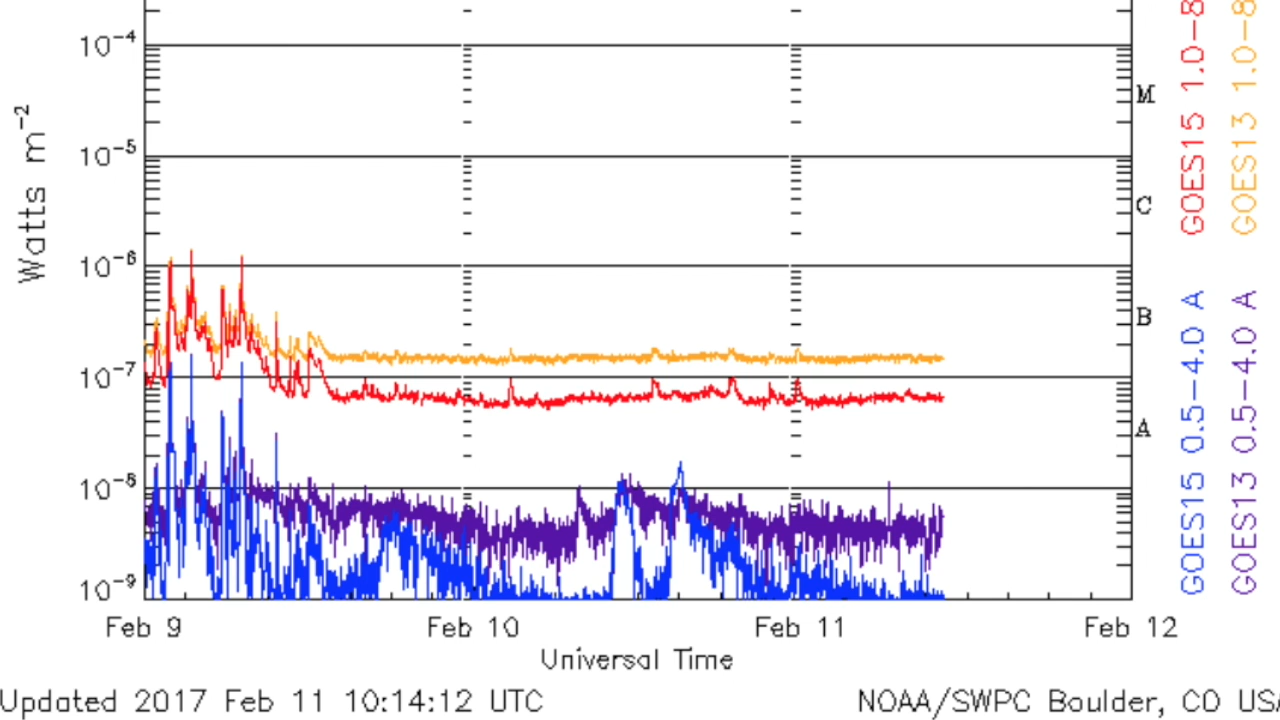 10⁻⁴
10⁻⁵
10⁻⁶
10⁻⁷
10⁻⁸
10⁻⁹
Watts m⁻²
M
C
B
A
GOES15 1.0-8
GOES13 1.0-8
GOES15 0.5-4.0 A
GOES13 0.5-4.0 A
Feb 9 Feb 10 Feb 11 Feb 12
Universal Time
Updated 2017 Feb 11 10:14:12 UTC
NOAA/SWPC Boulder, CO USA